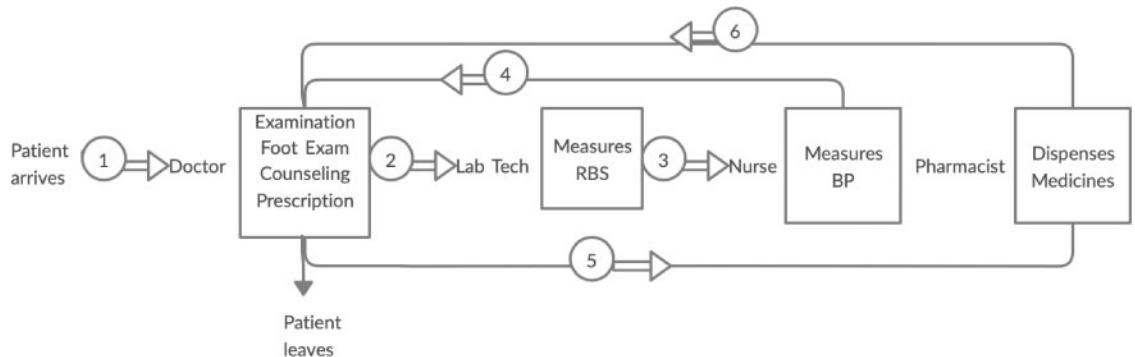 6
4
Patient
arrives
1
Doctor
Examination
Foot Exam
Counseling
Prescription
2
Lab Tech
Measures
RBS
3
Nurse
Measures
BP
Pharmacist
Dispenses
Medicines
5
Patient
leaves